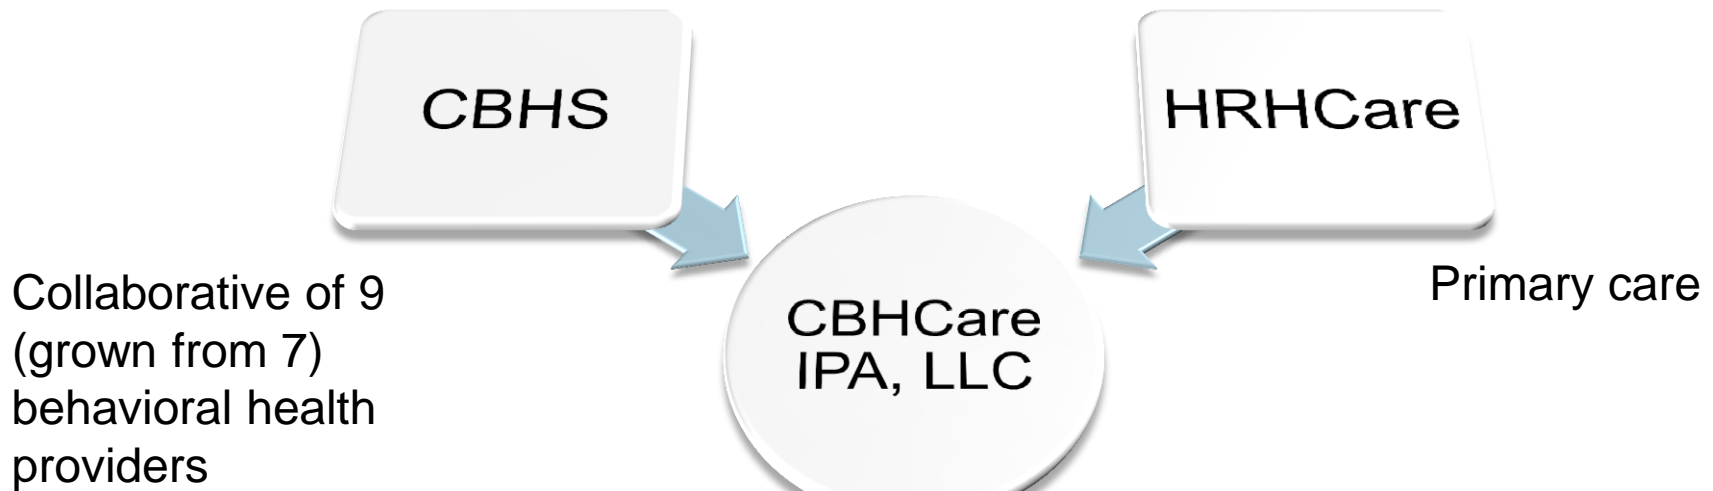 CBHS
HRHCare
Collaborative of 9
(grown from 7)
behavioral health
providers
CBHCare
IPA, LLC
Primary care